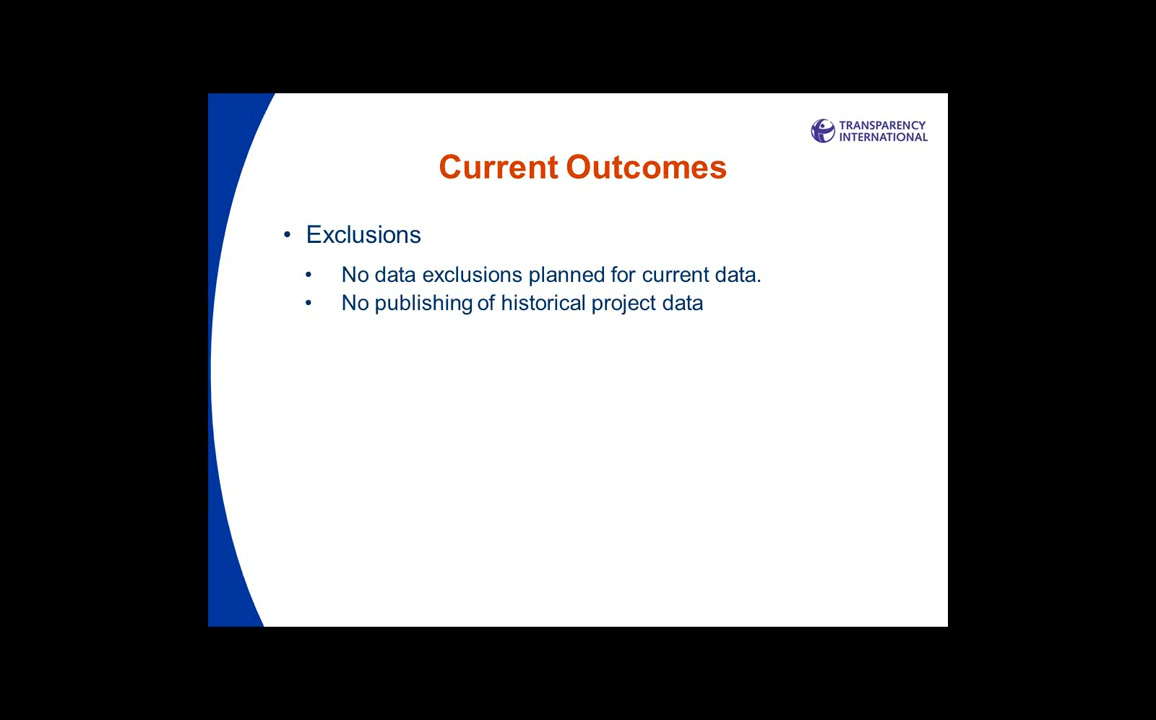 TRANSPARENCY
INTERNATIONAL
Current Outcomes
• Exclusions
• No data exclusions planned for current data.
• No publishing of historical project data